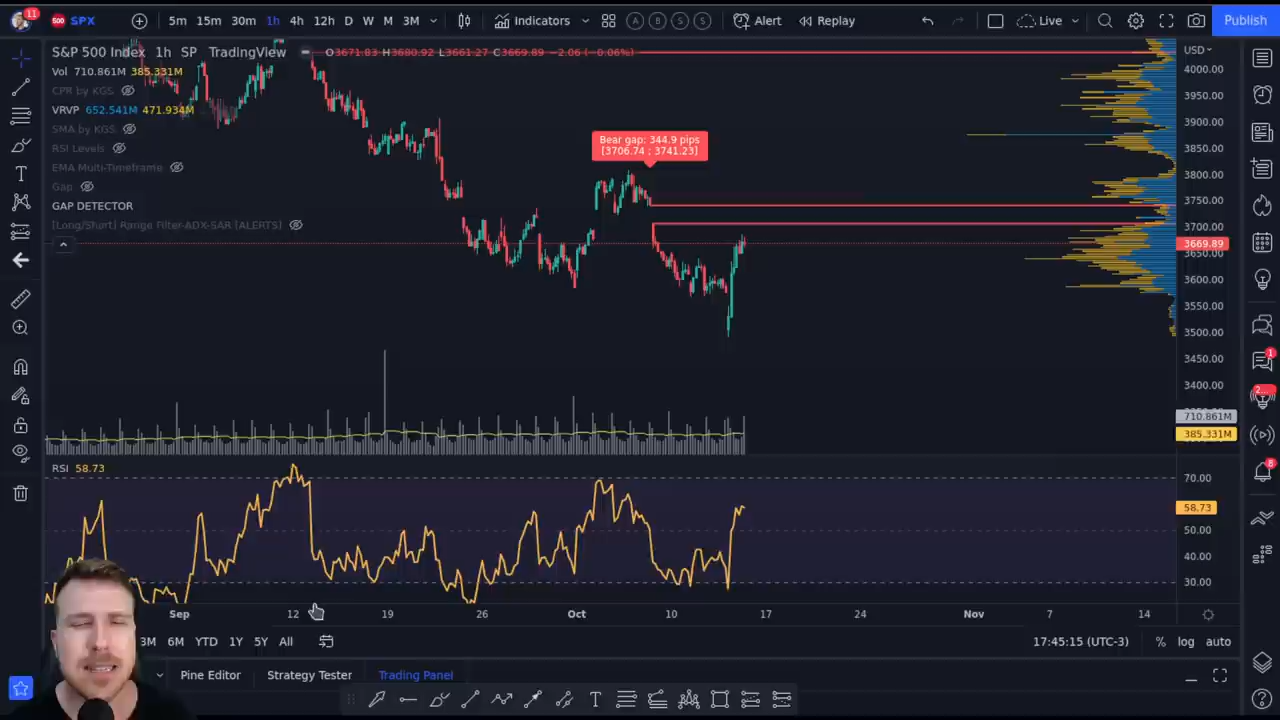 11
500 SPX
5m 15m 30m 1h 4h 12h D W M 3M
Indicators
A B S S
Alert
Replay
Live
Publish
S&P 500 Index 1h SP TradingView
O3671.83 H3680.92 L3661.27 C3669.89 −2.06 (−0.06%)
Vol 710.861M 385.331M
CPR by KGS
VRVP 652.541M 471.934M
SMA by KGS
RSI Levels
EMA Multi-Timeframe
Gap
GAP DETECTOR
[Long/Short] Range Filter-ADX-SAR (ALERTS)
Bear gap: 344.9 pips
[3706.74 ; 3741.23]
USD
4000.00
3950.00
3900.00
3850.00
3800.00
3750.00
3700.00
3669.89
3650.00
3600.00
3550.00
3500.00
3450.00
3400.00
710.861M
385.331M
RSI 58.73
70.00
58.73
50.00
40.00
30.00
Sep 12 19 26 Oct 10 17 24 Nov 7 14
3M 6M YTD 1Y 5Y All
17:45:15 (UTC-3)
% log auto
Pine Editor
Strategy Tester
Trading Panel
1
2...
8